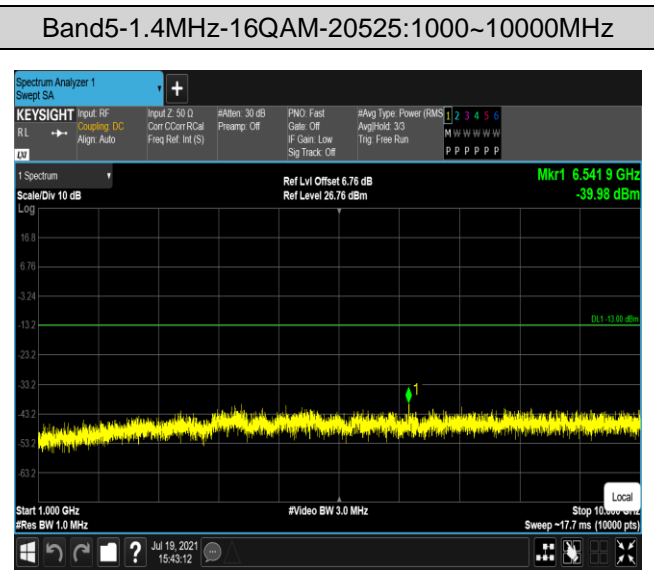 Band5-1.4MHz-16QAM-20525:1000~10000MHz
Spectrum Analyzer 1
Swept SA
+
KEYSIGHT
RL
LXI
Input: RF
Coupling: DC
Align: Auto
Input Z: 50 Ω
Corr CCorr RCal
Freq Ref: Int (S)
#Atten: 30 dB
Preamp: Off
PNO: Fast
Gate: Off
IF Gain: Low
Sig Track: Off
#Avg Type: Power (RMS
Avg|Hold: 3/3
Trig: Free Run
1 2 3 4 5 6
M W W W W W
P P P P P P
1 Spectrum
Scale/Div 10 dB
Log
Ref Lvl Offset 6.76 dB
Ref Level 26.76 dBm
Mkr1 6.541 9 GHz
-39.98 dBm
16.8
6.76
-3.24
-13.2
DL1 -13.00 dBm
-23.2
-33.2
1
-43.2
-53.2
-63.2
Local
Start 1.000 GHz
#Res BW 1.0 MHz
#Video BW 3.0 MHz
Stop 10.000 GHz
Sweep ~17.7 ms (10000 pts)
?
Jul 19, 2021
15:43:12